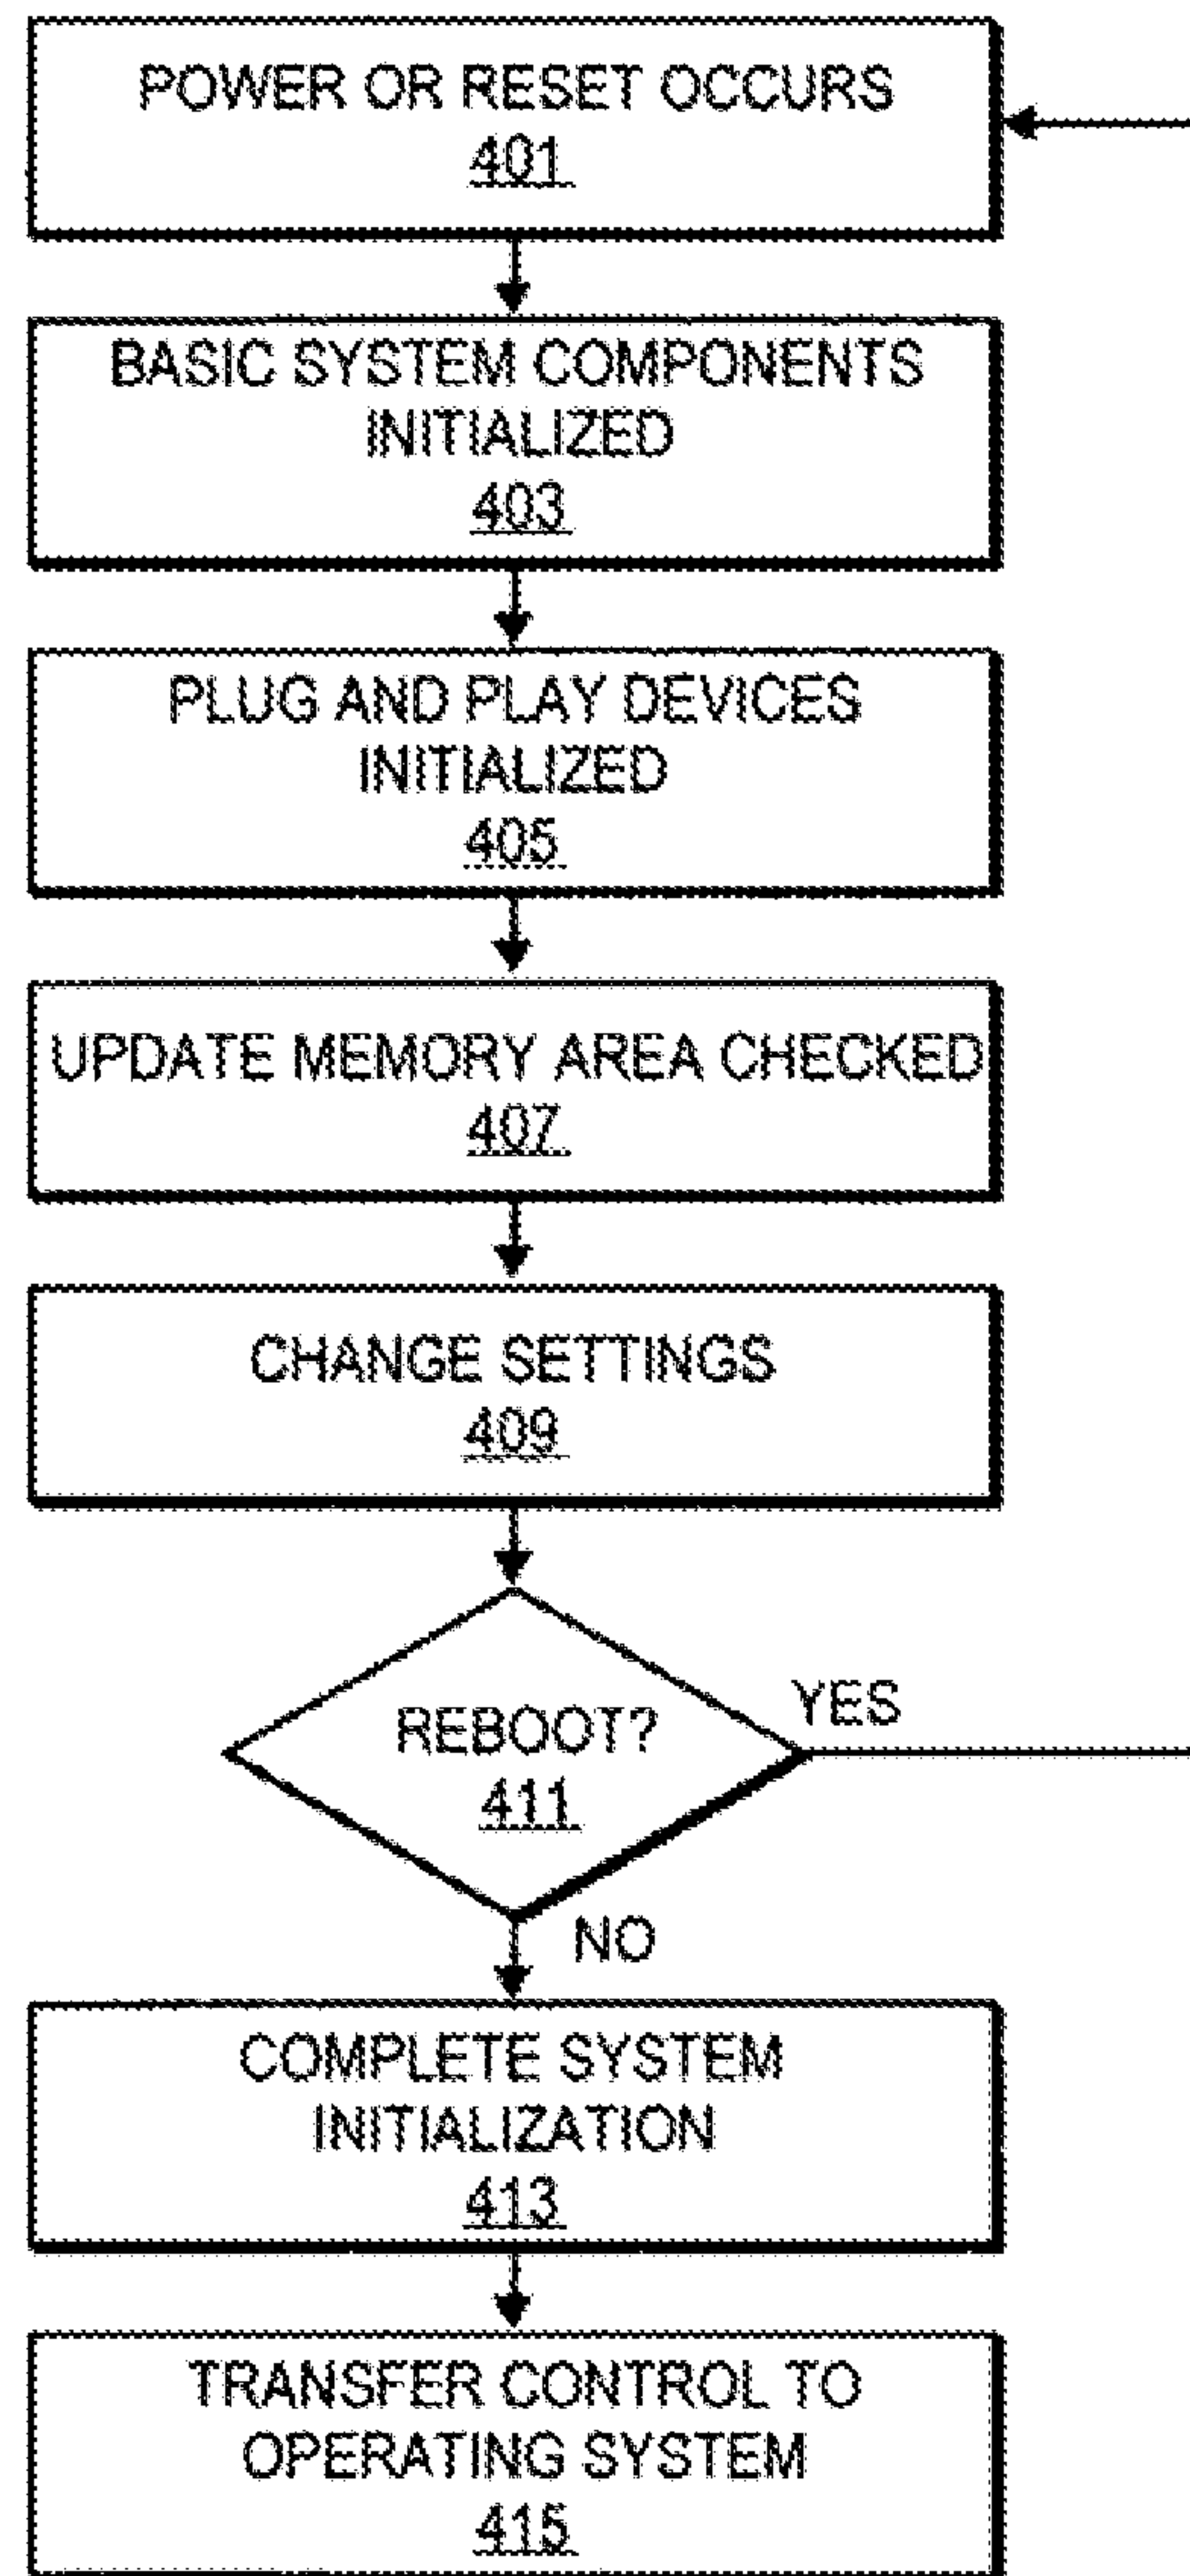 POWER OR RESET OCCURS
401
BASIC SYSTEM COMPONENTS
INITIALIZED
403
PLUG AND PLAY DEVICES
INITIALIZED
405
UPDATE MEMORY AREA CHECKED
407
CHANGE SETTINGS
409
REBOOT?
411
YES
NO
COMPLETE SYSTEM
INITIALIZATION
413
TRANSFER CONTROL TO
OPERATING SYSTEM
415